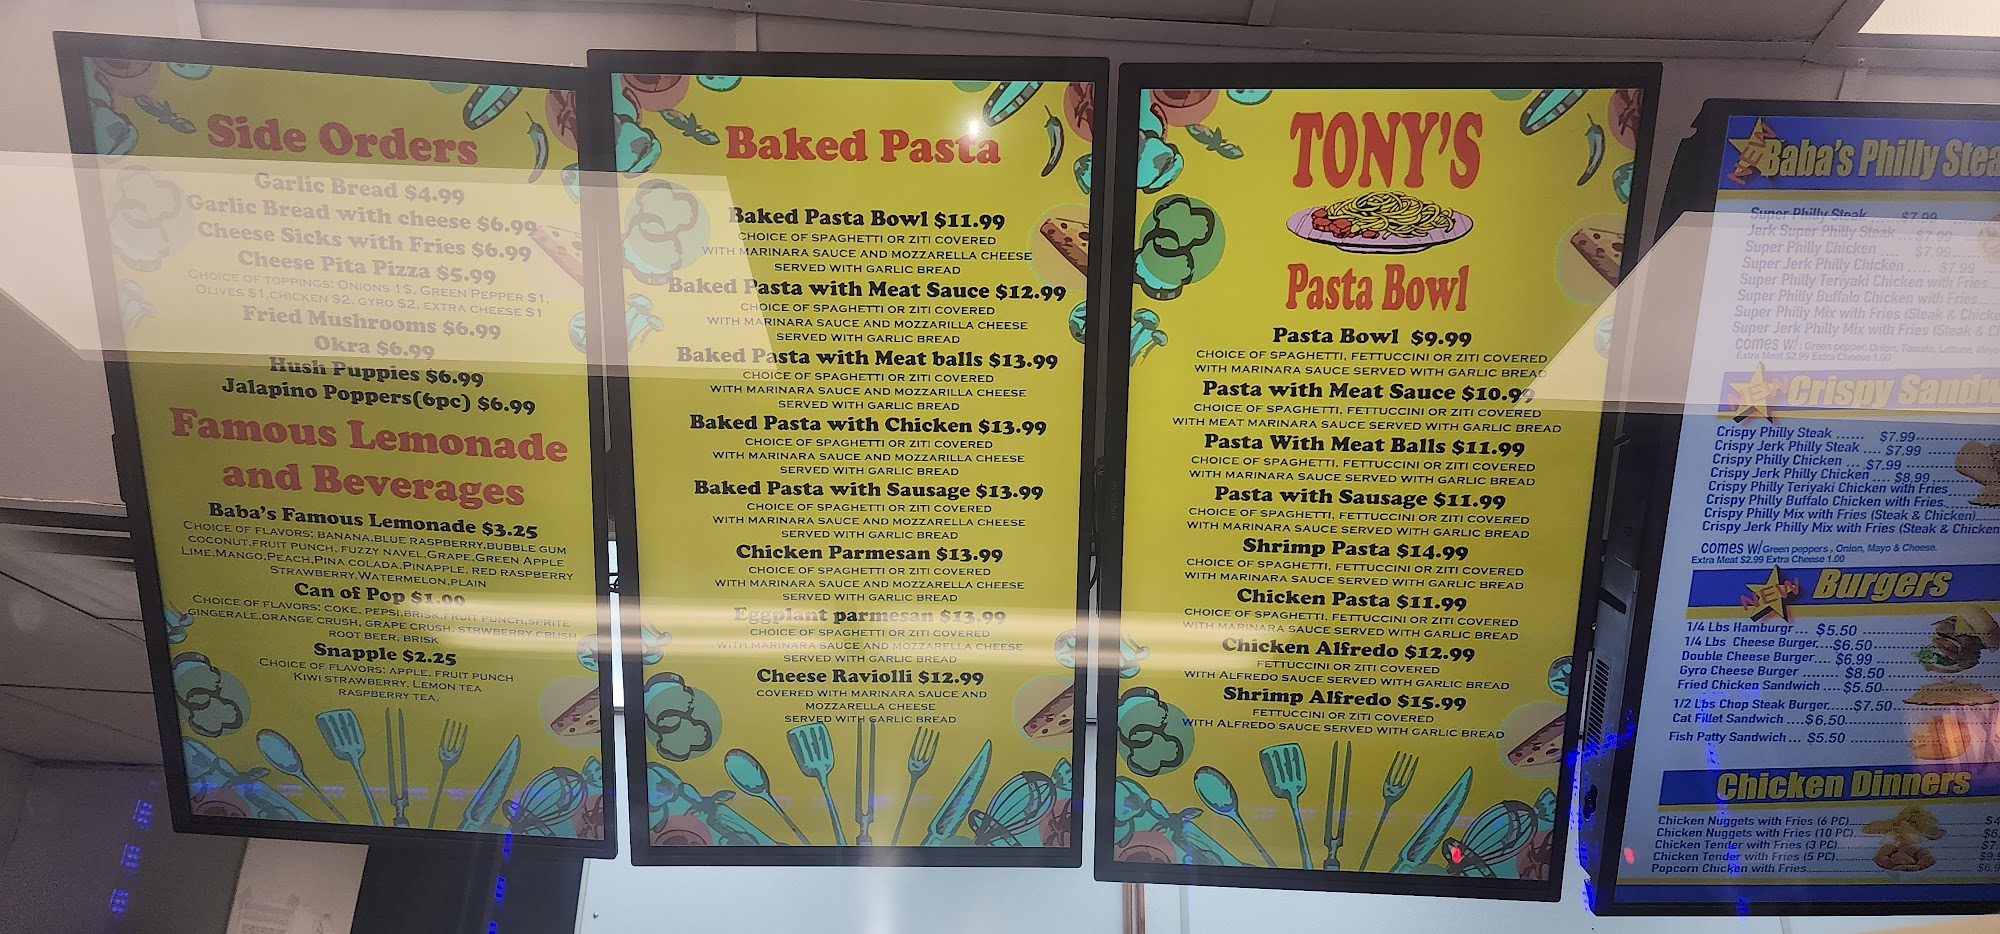 Side Orders
Garlic Bread $4.99
Garlic Bread with cheese $6.99
Cheese Sicks with Fries $6.99
Cheese Pita Pizza $5.99
Choice of toppings: Onions 1$, Green Pepper $1,
Olives $1,chicken $2, gyro $2, extra cheese $1
Fried Mushrooms $6.99
Okra $6.99
Hush Puppies $6.99
Jalapino Poppers(6pc) $6.99
Famous Lemonade
and Beverages
Baba's Famous Lemonade $3.25
Choice of flavors: banana,blue raspberry,bubble gum
coconut,fruit punch, fuzzy navel,Grape,Green Apple
Lime,Mango,Peach,Pina colada,Pinapple, red raspberry
Strawberry,Watermelon,plain
Can of Pop $1.00
Choice of flavors: coke, pepsi,brisk,fruit punch,sprite
gingerale,orange crush, grape crush, strwberry crush
root beer, brisk
Snapple $2.25
Choice of flavors: apple, fruit punch
Kiwi strawberry, Lemon tea
raspberry tea,
Baked Pasta
Baked Pasta Bowl $11.99
choice of spaghetti or ziti covered
with marinara sauce and mozzarella cheese
served with garlic bread
Baked Pasta with Meat Sauce $12.99
choice of spaghetti or ziti covered
with marinara sauce and mozzarilla cheese
served with garlic bread
Baked Pasta with Meat balls $13.99
choice of spaghetti or ziti covered
with marinara sauce and mozzarella cheese
served with garlic bread
Baked Pasta with Chicken $13.99
choice of spaghetti or ziti covered
with marinara sauce and mozzarella cheese
served with garlic bread
Baked Pasta with Sausage $13.99
choice of spaghetti or ziti covered
with marinara sauce and mozzarella cheese
served with garlic bread
Chicken Parmesan $13.99
choice of spaghetti or ziti covered
with marinara sauce and mozzarella cheese
served with garlic bread
Eggplant parmesan $13.99
choice of spaghetti or ziti covered
with marinara sauce and mozzarella cheese
served with garlic bread
Cheese Raviolli $12.99
covered with marinara sauce and
mozzarella cheese
served with garlic bread
TONY'S
Pasta Bowl
Pasta Bowl $9.99
choice of spaghetti, fettuccini or ziti covered
with marinara sauce served with garlic bread
Pasta with Meat Sauce $10.99
choice of spaghetti, fettuccini or ziti covered
with meat marinara sauce served with garlic bread
Pasta With Meat Balls $11.99
choice of spaghetti, fettuccini or ziti covered
with marinara sauce served with garlic bread
Pasta with Sausage $11.99
choice of spaghetti, fettuccini or ziti covered
with marinara sauce served with garlic bread
Shrimp Pasta $14.99
choice of spaghetti, fettuccini or ziti covered
with marinara sauce served with garlic bread
Chicken Pasta $11.99
choice of spaghetti, fettuccini or ziti covered
with marinara sauce served with garlic bread
Chicken Alfredo $12.99
fettuccini or ziti covered
with Alfredo sauce served with garlic bread
Shrimp Alfredo $15.99
fettuccini or ziti covered
with Alfredo sauce served with garlic bread
NEW Baba's Philly Stea
Super Philly Steak ...... $7.99
Jerk Super Philly Steak ... $7.99
Super Philly Chicken .... $7.99
Super Jerk Philly Chicken ..... $7.99
Super Philly Teriyaki Chicken with Fries
Super Philly Buffalo Chicken with Fries
Super Philly Mix with Fries (Steak & Chicke
Super Jerk Philly Mix with Fries (Steak & C
comes w/: Green pepper, Onion, Tomato, Lettuce, Mayo
Extra Meat $2.99 Extra Cheese 1.00
NEW Crispy Sandw
Crispy Philly Steak ...... $7.99
Crispy Jerk Philly Steak .... $7.99
Crispy Philly Chicken ... $7.99
Crispy Jerk Philly Chicken .... $8.99
Crispy Philly Teriyaki Chicken with Fries
Crispy Philly Buffalo Chicken with Fries
Crispy Philly Mix with Fries (Steak & Chicken)
Crispy Jerk Philly Mix with Fries (Steak & Chicken
comes w/Green peppers, Onion, Mayo & Cheese.
Extra Meat $2.99 Extra Cheese 1.00
NEW Burgers
1/4 Lbs Hamburgr... $5.50
1/4 Lbs Cheese Burger...$6.50
Double Cheese Burger.... $6.99
Gyro Cheese Burger ...... $8.50
Fried Chicken Sandwich ....$5.50
1/2 Lbs Chop Steak Burger.....$7.50
Cat Fillet Sandwich ....$6.50
Fish Patty Sandwich... $5.50
Chicken Dinners
Chicken Nuggets with Fries (6 PC)
Chicken Nuggets with Fries (10 PC)
Chicken Tender with Fries (3 PC)
Chicken Tender with Fries (5 PC)
Popcorn Chicken with Fries